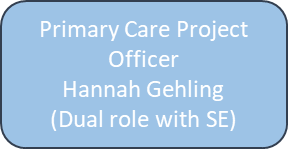 Primary Care Project
Officer
Hannah Gehling
(Dual role with SE)